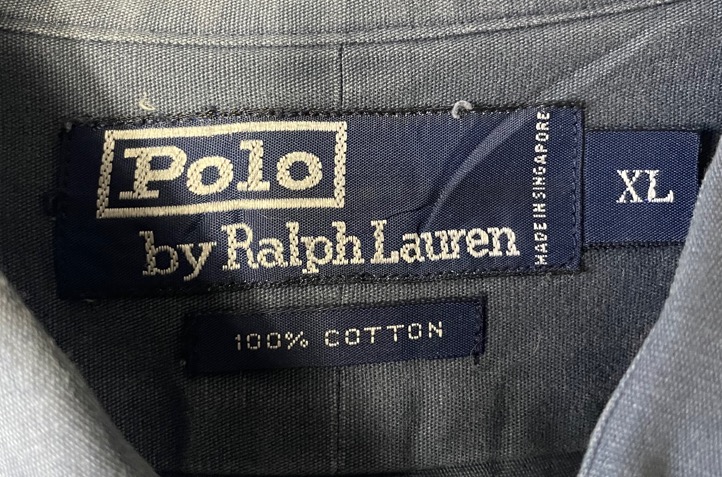 Polo
by Ralph Lauren
MADE IN SINGAPORE
XL
100% COTTON